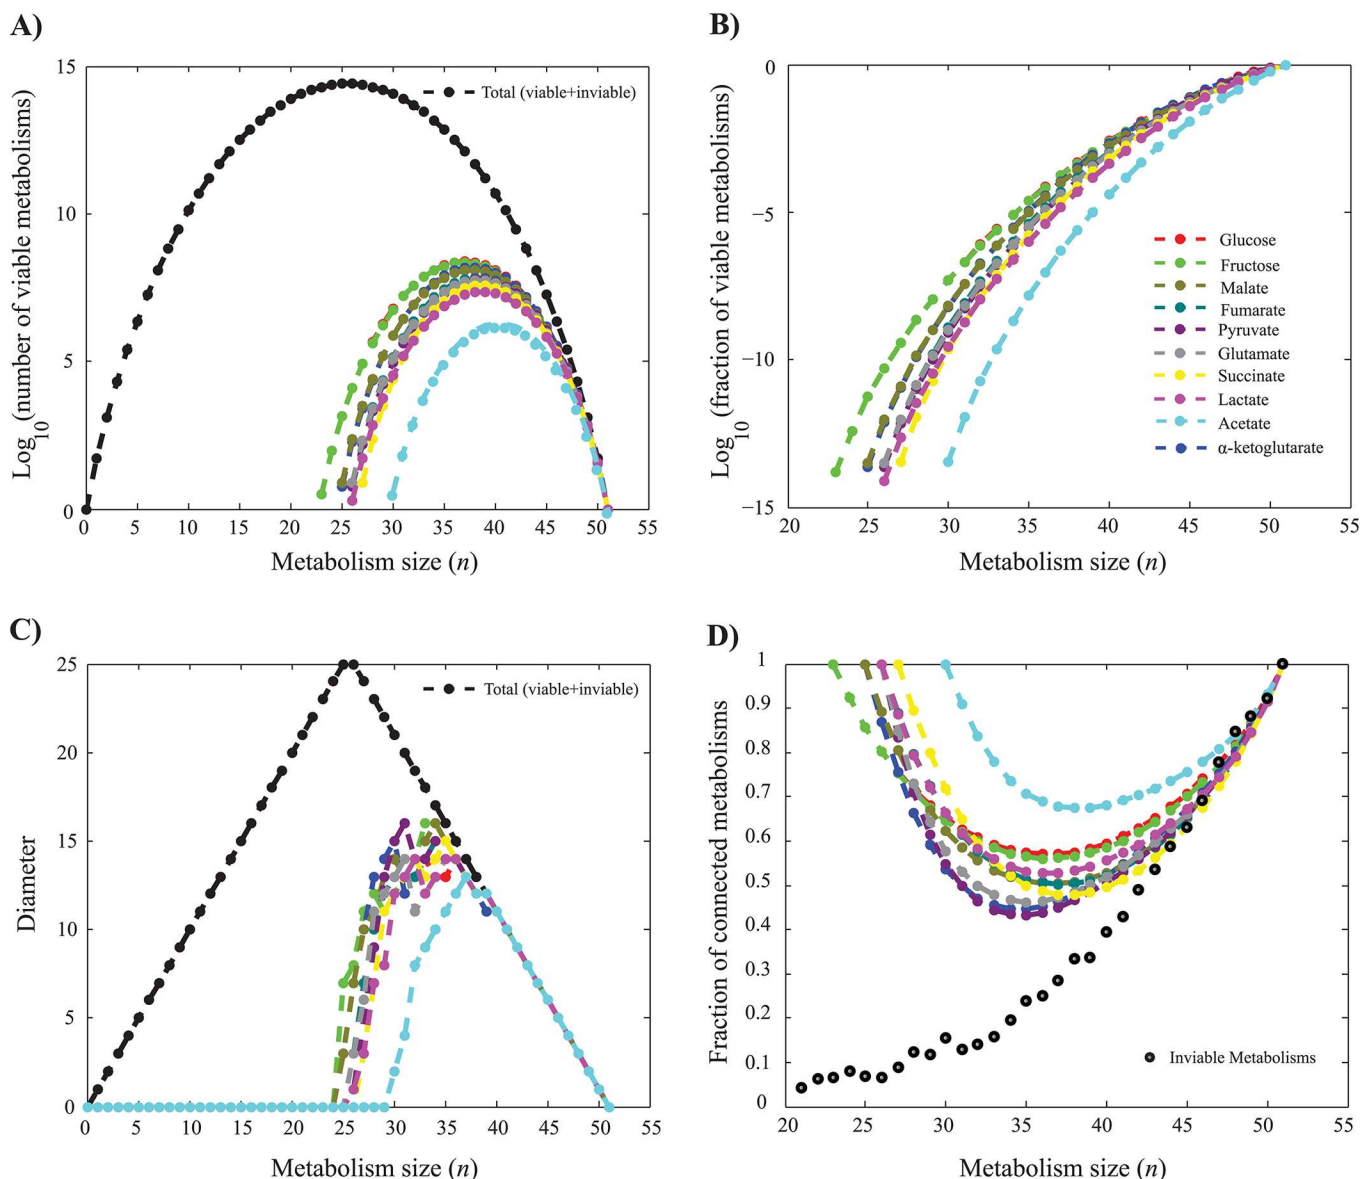 A)
15
10
5
0
Log10 (number of viable metabolisms)
Total (viable+inviable)
0 5 10 15 20 25 30 35 40 45 50 55
Metabolism size (n)
B)
0
−5
−10
−15
Log10 (fraction of viable metabolisms)
Glucose
Fructose
Malate
Fumarate
Pyruvate
Glutamate
Succinate
Lactate
Acetate
α-ketoglutarate
20 25 30 35 40 45 50 55
Metabolism size (n)
C)
25
20
15
10
5
0
Diameter
Total (viable+inviable)
0 5 10 15 20 25 30 35 40 45 50 55
Metabolism size (n)
D)
1
0.9
0.8
0.7
0.6
0.5
0.4
0.3
0.2
0.1
0
Fraction of connected metabolisms
Inviable Metabolisms
20 25 30 35 40 45 50 55
Metabolism size (n)